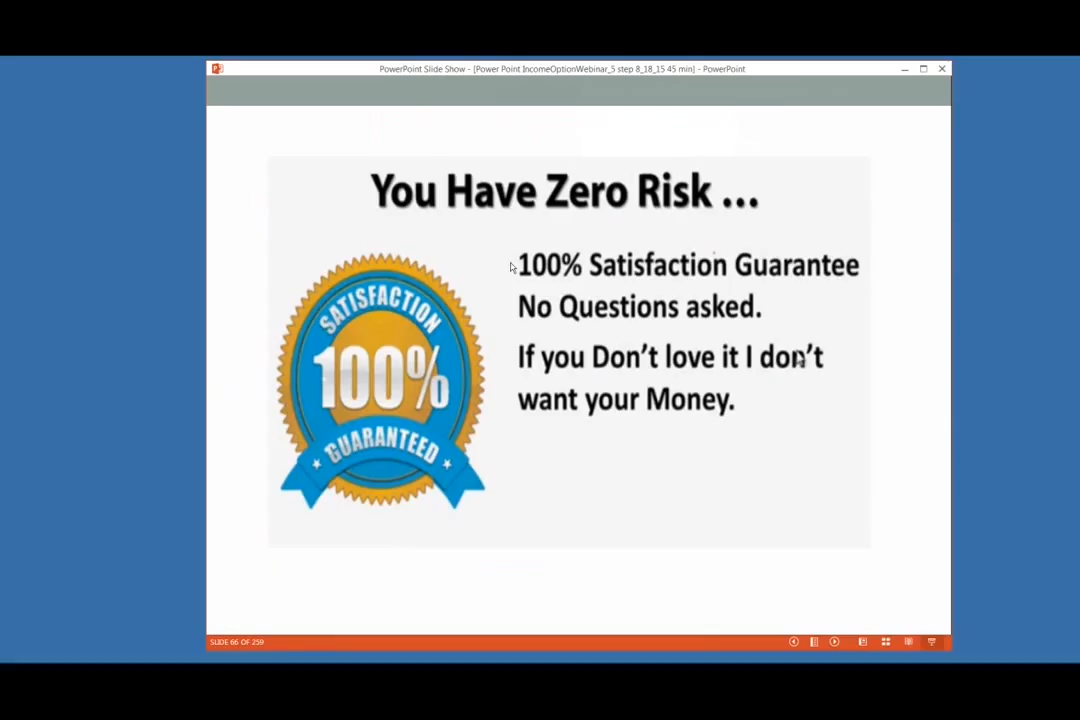 PowerPoint Slide Show - [Power Point IncomeOptionWebinar_5 step 8_18_15 45 min] - PowerPoint
You Have Zero Risk ...
SATISFACTION
100%
GUARANTEED
100% Satisfaction Guarantee
No Questions asked.
If you Don't love it I don't
want your Money.
SLIDE 66 OF 259